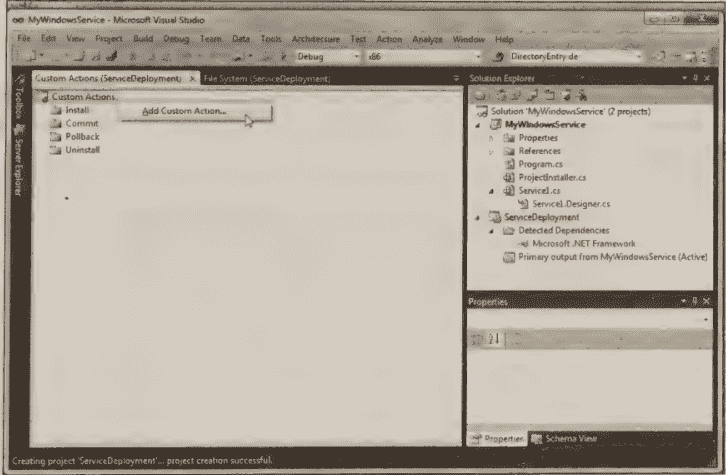 MyWindowsService - Microsoft Visual Studio
File Edit View Project Build Debug Team Data Tools Architecture Test Action Analyze Window Help
Debug x86 DirectoryEntry de
Custom Actions (ServiceDeployment) × File System (ServiceDeployment)
Custom Actions
Add Custom Action...
Install
Commit
Rollback
Uninstall
Toolbox
Server Explorer
Solution Explorer
Solution 'MyWindowsService' (2 projects)
MyWindowsService
Properties
References
Program.cs
ProjectInstaller.cs
Service1.cs
Service1.Designer.cs
ServiceDeployment
Detected Dependencies
Microsoft .NET Framework
Primary output from MyWindowsService (Active)
Properties
Properties Schema View
Creating project 'ServiceDeployment'... project creation successful.